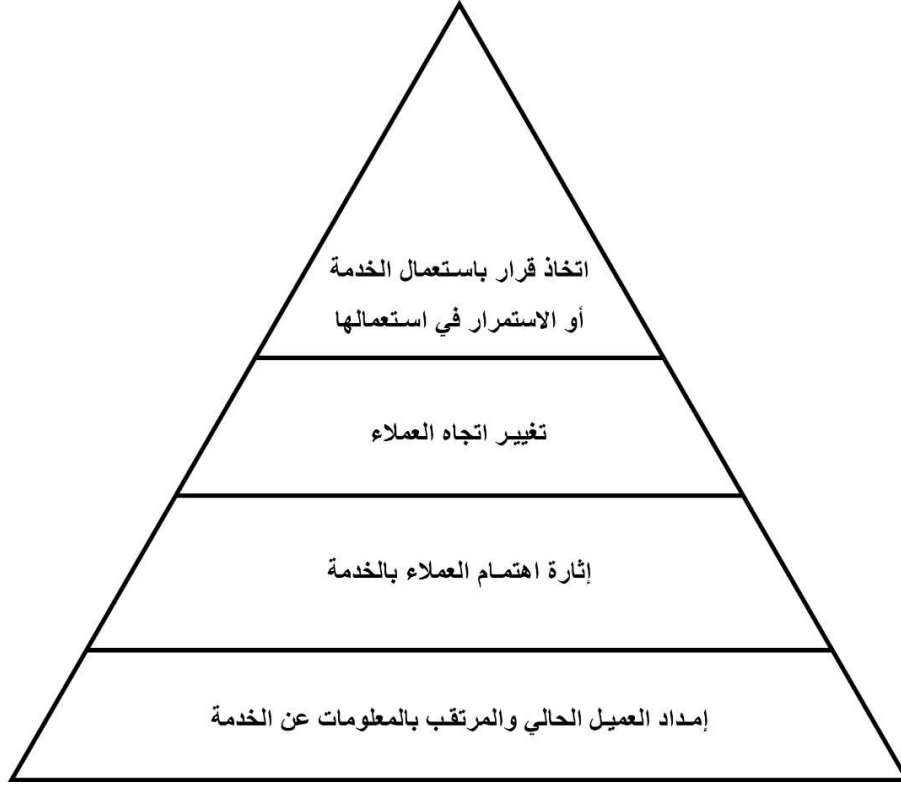 اتخاذ قرار باستعمال الخدمة
أو الاستمرار في استعمالها
تغيير اتجاه العملاء
إثارة اهتمام العملاء بالخدمة
إمداد العميل الحالي والمرتقب بالمعلومات عن الخدمة